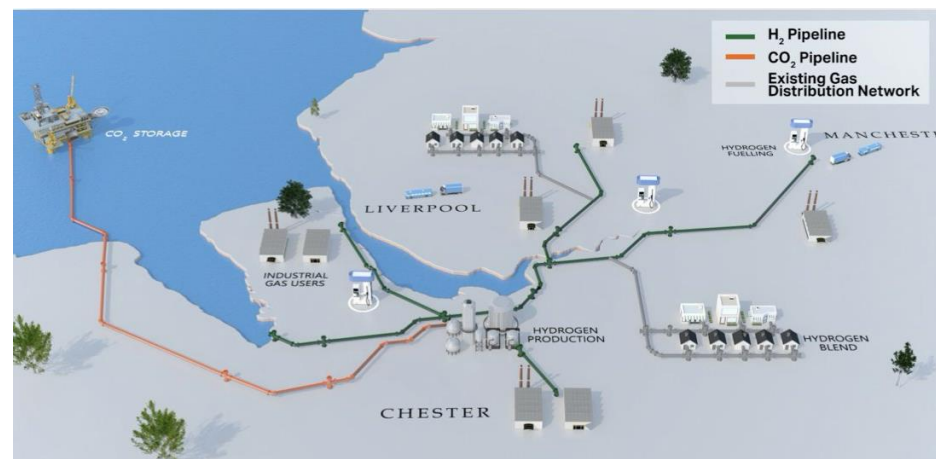 H₂ Pipeline
CO₂ Pipeline
Existing Gas
Distribution Network
CO₂ STORAGE
HYDROGEN
FUELLING
MANCHESTE
LIVERPOOL
INDUSTRIAL
GAS USERS
HYDROGEN
PRODUCTION
HYDROGEN
BLEND
CHESTER